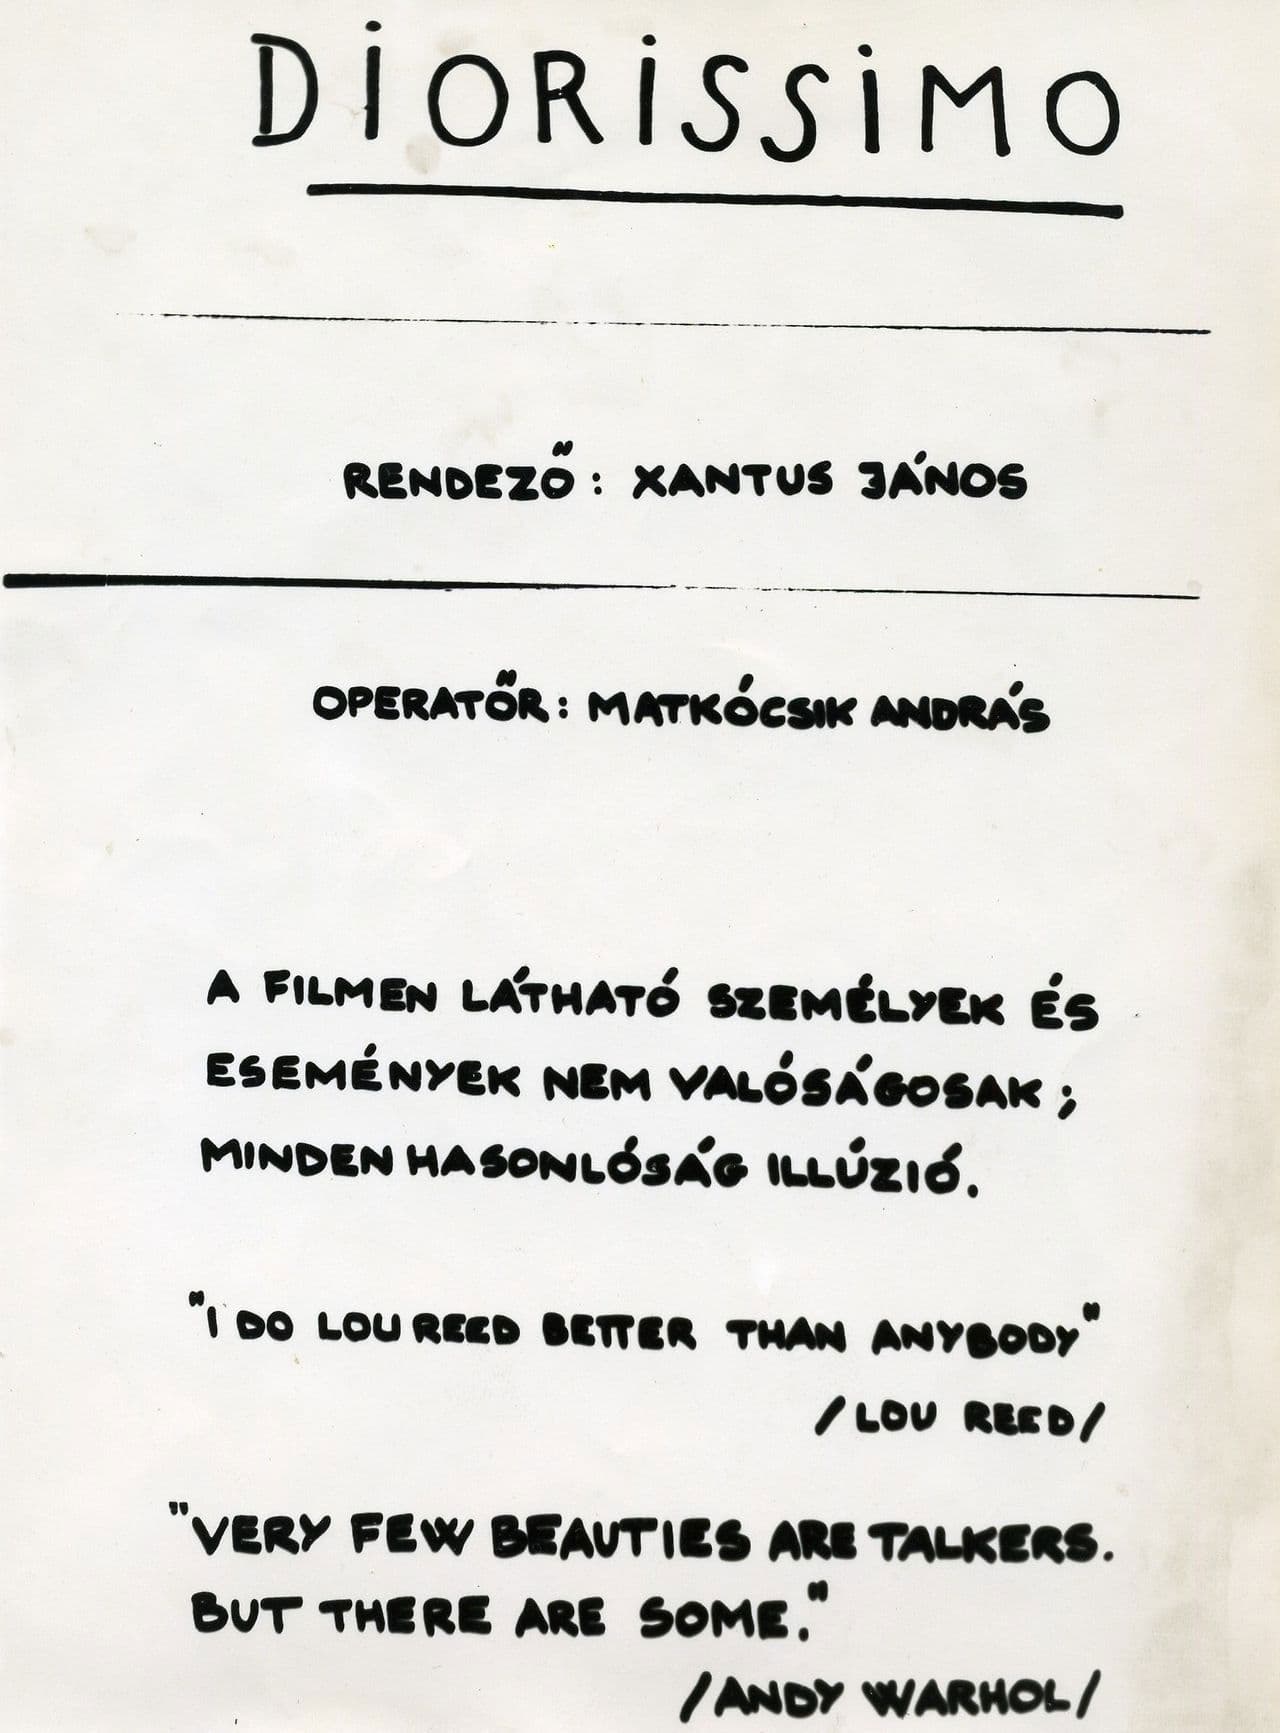 DiORiSSiMO
RENDEZŐ: XANTUS JÁNOS
OPERATŐR: MATKÓCSIK ANDRÁS
A FILMEN LÁTHATÓ SZEMÉLYEK ÉS
ESEMÉNYEK NEM VALÓSÁGOSAK;
MINDEN HASONLÓSÁG ILLÚZIÓ.
"I DO LOU REED BETTER THAN ANYBODY"
/LOU REED/
"VERY FEW BEAUTIES ARE TALKERS.
BUT THERE ARE SOME."
/ANDY WARHOL/